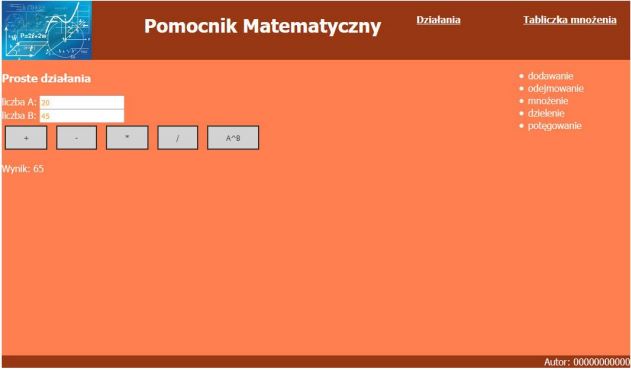 Pomocnik Matematyczny
Działania
Tabliczka mnożenia
Proste działania
liczba A: 20
liczba B: 45
+ - * / A^B
Wynik: 65
dodawanie
odejmowanie
mnożenie
dzielenie
potęgowanie
Autor: 00000000000